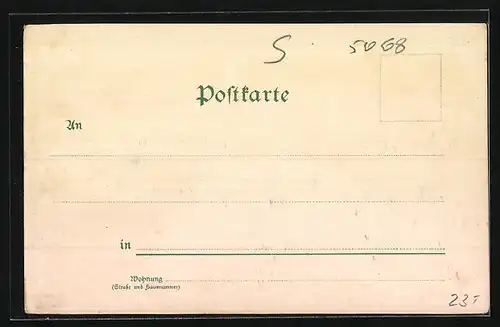 S. 5068
Postkarte
An
in
Wohnung
(Straße und Hausnummer)
23,-